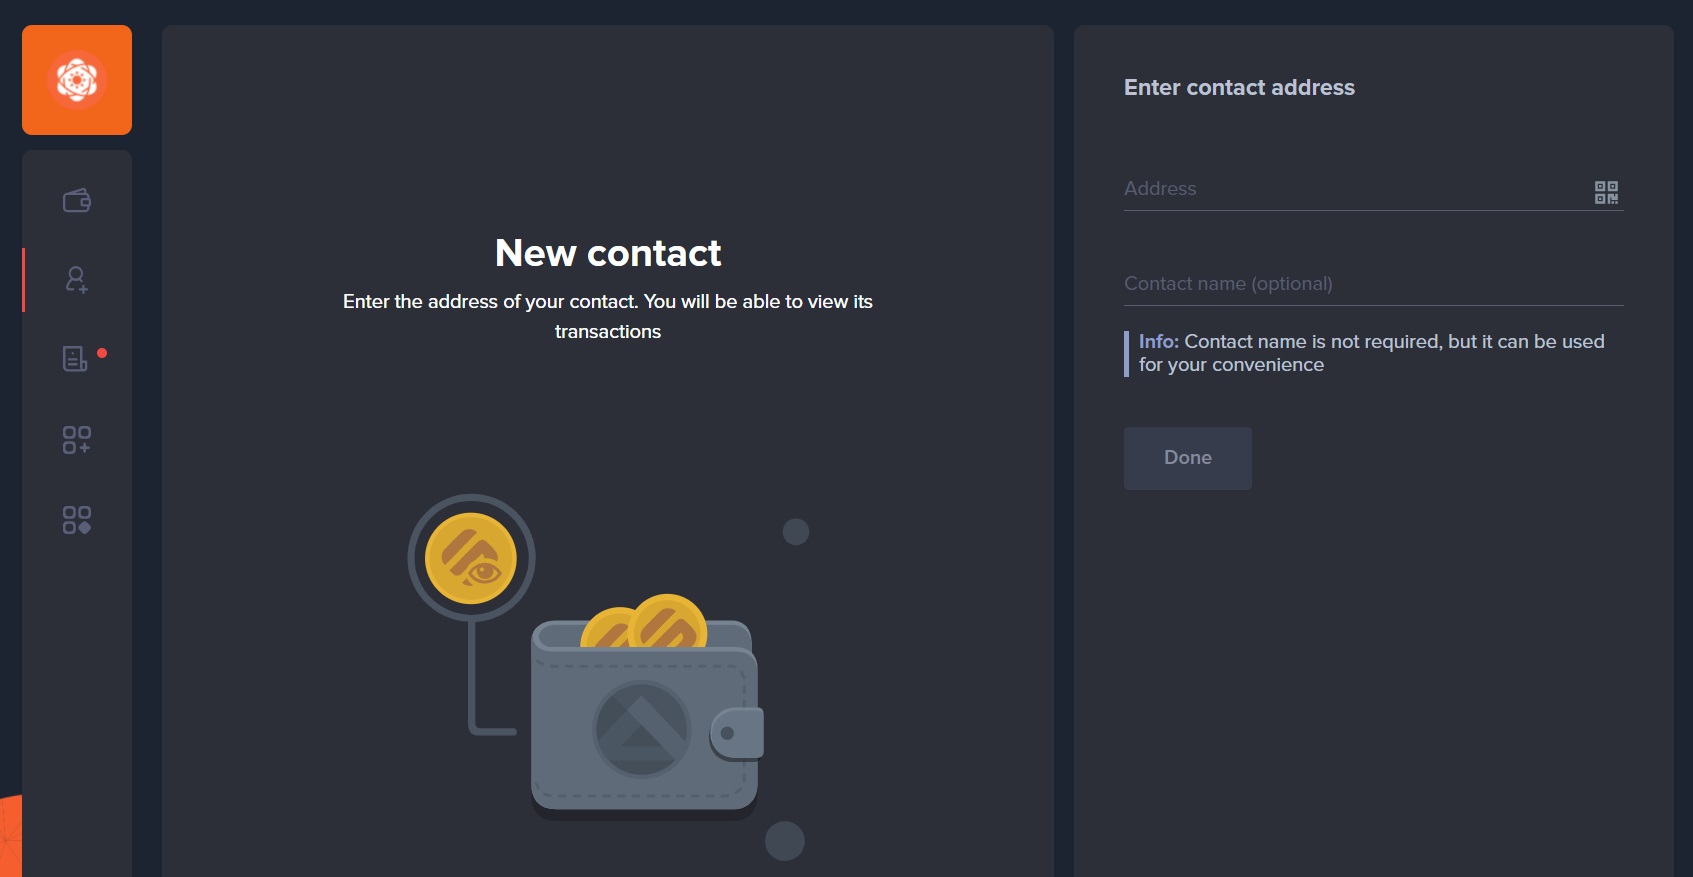 New contact
Enter the address of your contact. You will be able to view its
transactions
Enter contact address
Address
Contact name (optional)
Info: Contact name is not required, but it can be used
for your convenience
Done